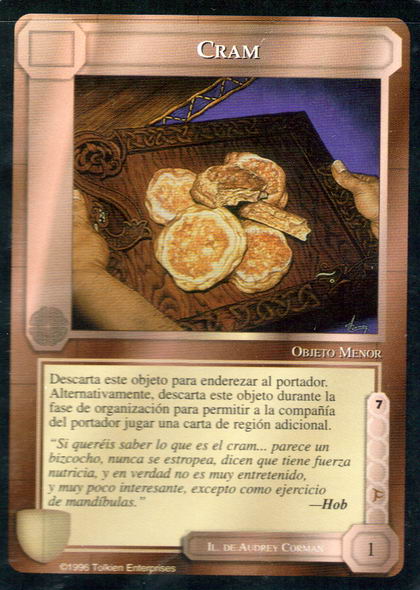 CRAM
OBJETO MENOR
Descarta este objeto para enderezar al portador.
Alternativamente, descarta este objeto durante la
fase de organización para permitir a la compañía
del portador jugar una carta de región adicional.
“Si queréis saber lo que es el cram... parece un
bizcocho, nunca se estropea, dicen que tiene fuerza
nutricia, y en verdad no es muy entretenido,
y muy poco interesante, excepto como ejercicio
de mandíbulas.”
—Hob
7
IL. DE AUDREY CORMAN
1
©1996 Tolkien Enterprises